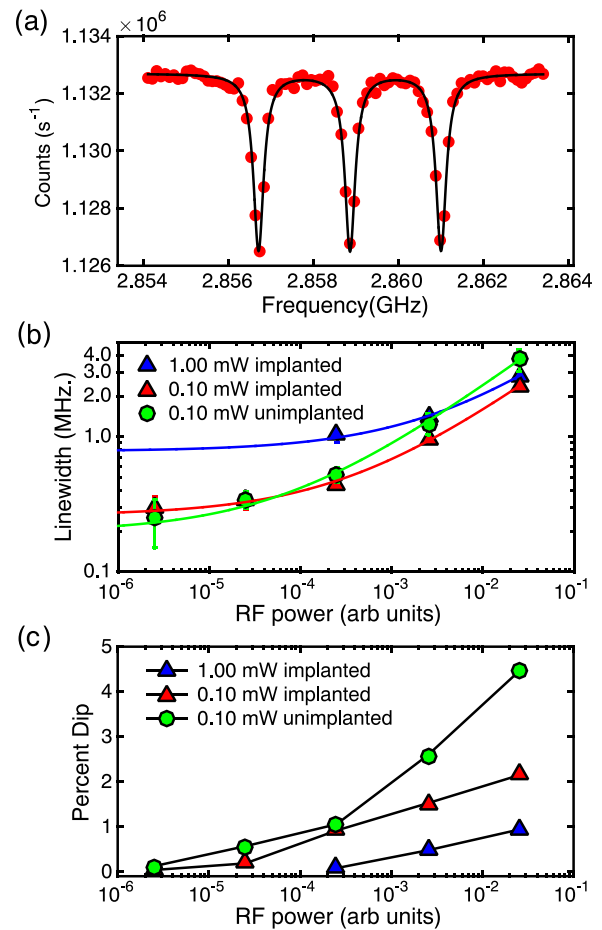 (a)
× 10⁶
1.134
1.132
1.130
1.128
1.126
Counts (s⁻¹)
2.854 2.856 2.858 2.860 2.862 2.864
Frequency(GHz)
(b)
4.0
3.0
2.0
1.0
0.1
Linewidth (MHz.)
1.00 mW implanted
0.10 mW implanted
0.10 mW unimplanted
10⁻⁶ 10⁻⁵ 10⁻⁴ 10⁻³ 10⁻² 10⁻¹
RF power (arb units)
(c)
5
4
3
2
1
0
Percent Dip
1.00 mW implanted
0.10 mW implanted
0.10 mW unimplanted
10⁻⁶ 10⁻⁵ 10⁻⁴ 10⁻³ 10⁻² 10⁻¹
RF power (arb units)